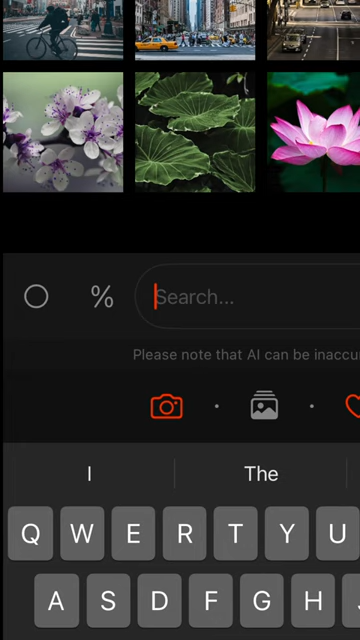 %
Search...
Please note that AI can be inaccu
I
The
Q W E R T Y U
A S D F G H